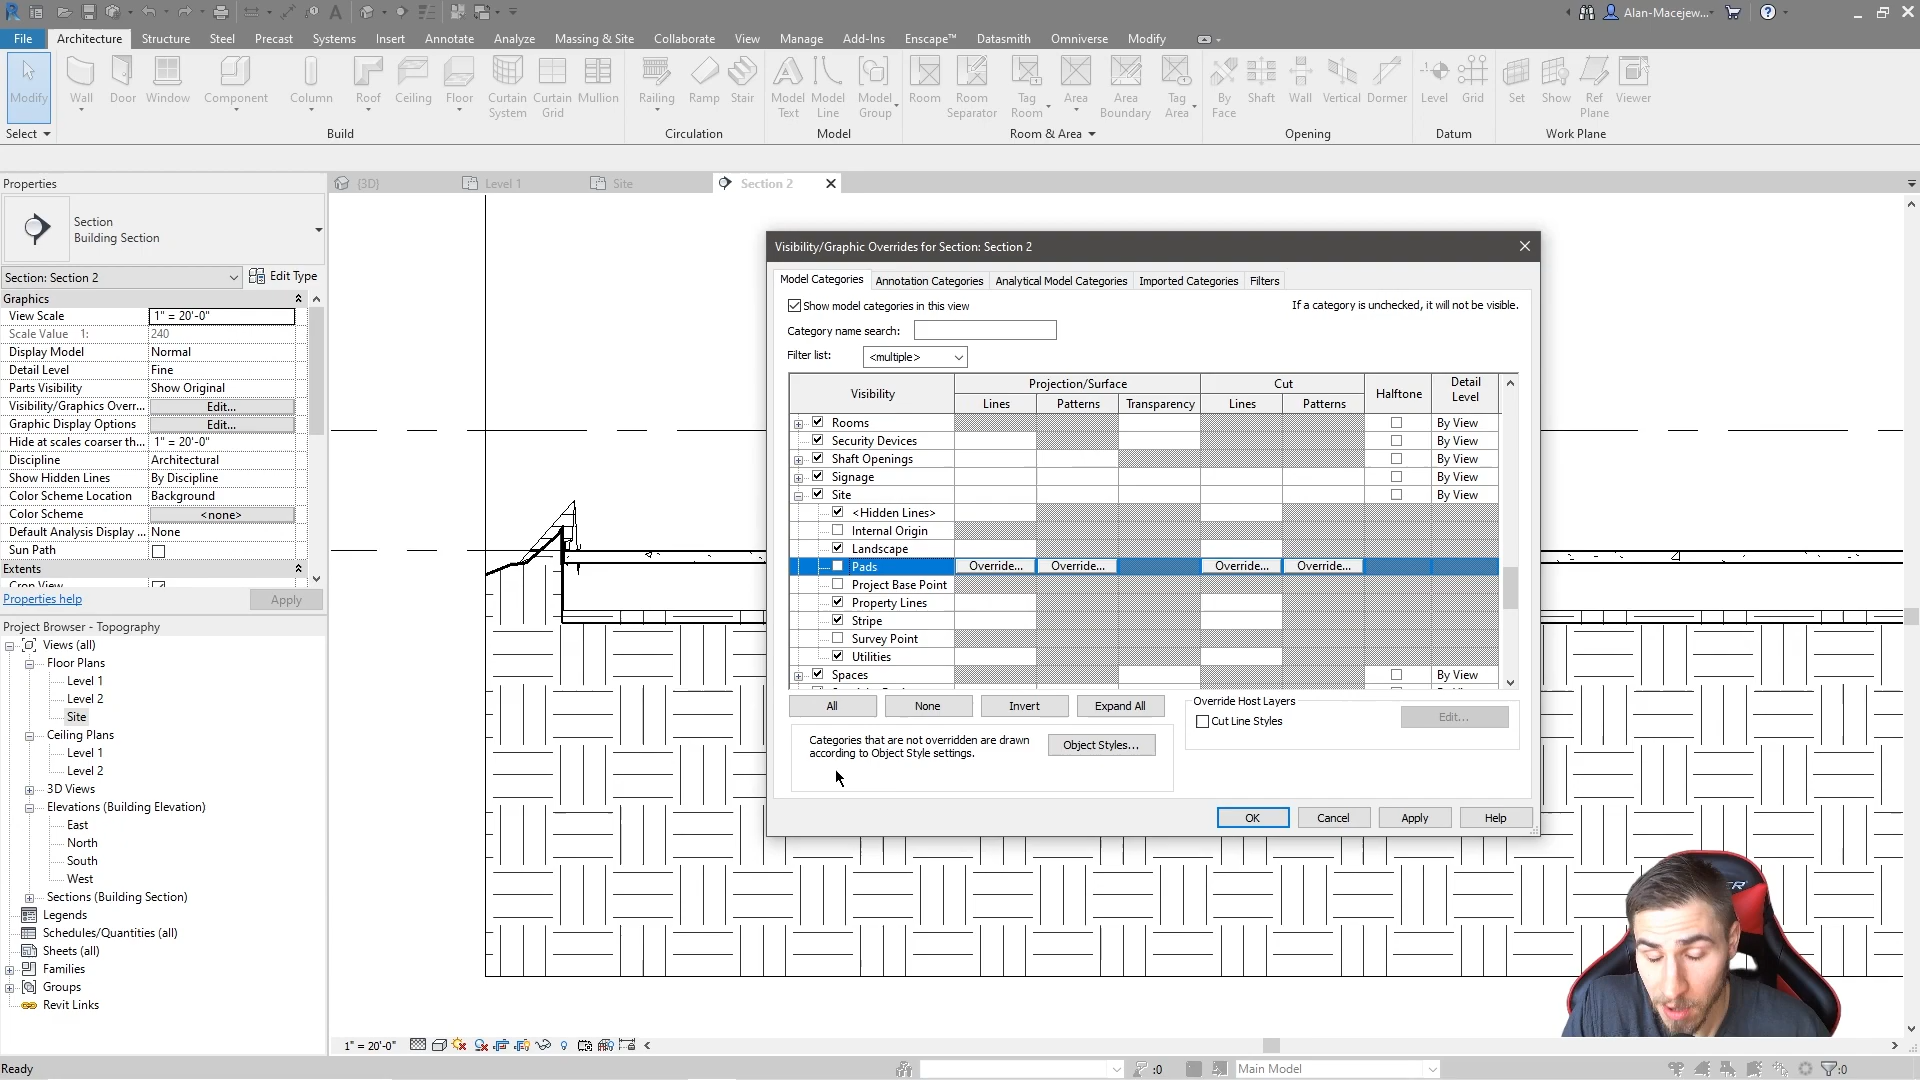 Alan-Macejew...
File Architecture Structure Steel Precast Systems Insert Annotate Analyze Massing & Site Collaborate View Manage Add-Ins Enscape™ Datasmith Omniverse Modify
Modify Wall Door Window Component Column Roof Ceiling Floor Curtain System Curtain Grid Mullion Railing Ramp Stair Model Text Model Line Model Group Room Room Separator Tag Room Area Area Boundary Tag Area By Face Shaft Wall Vertical Dormer Level Grid Set Show Ref Plane Viewer
Select Build Circulation Model Room & Area Opening Datum Work Plane
Properties
{3D} Level 1 Site Section 2
Section
Building Section
Section: Section 2 Edit Type
Graphics
View Scale 1" = 20'-0"
Scale Value 1: 240
Display Model Normal
Detail Level Fine
Parts Visibility Show Original
Visibility/Graphics Overr... Edit...
Graphic Display Options Edit...
Hide at scales coarser th... 1" = 20'-0"
Discipline Architectural
Show Hidden Lines By Discipline
Color Scheme Location Background
Color Scheme <none>
Default Analysis Display ... None
Sun Path
Extents
Crop View
Properties help Apply
Project Browser - Topography
Views (all)
Floor Plans
Level 1
Level 2
Site
Ceiling Plans
Level 1
Level 2
3D Views
Elevations (Building Elevation)
East
North
South
West
Sections (Building Section)
Legends
Schedules/Quantities (all)
Sheets (all)
Families
Groups
Revit Links
Visibility/Graphic Overrides for Section: Section 2
Model Categories Annotation Categories Analytical Model Categories Imported Categories Filters
Show model categories in this view If a category is unchecked, it will not be visible.
Category name search:
Filter list: <multiple>
Visibility Projection/Surface Cut Halftone Detail Level
Lines Patterns Transparency Lines Patterns
Rooms By View
Security Devices By View
Shaft Openings By View
Signage By View
Site By View
<Hidden Lines>
Internal Origin
Landscape
Pads Override... Override... Override... Override...
Project Base Point
Property Lines
Stripe
Survey Point
Utilities
Spaces By View
All None Invert Expand All
Override Host Layers
Cut Line Styles Edit...
Categories that are not overridden are drawn
according to Object Style settings.
Object Styles...
OK Cancel Apply Help
1" = 20'-0"
Ready :0 Main Model :0